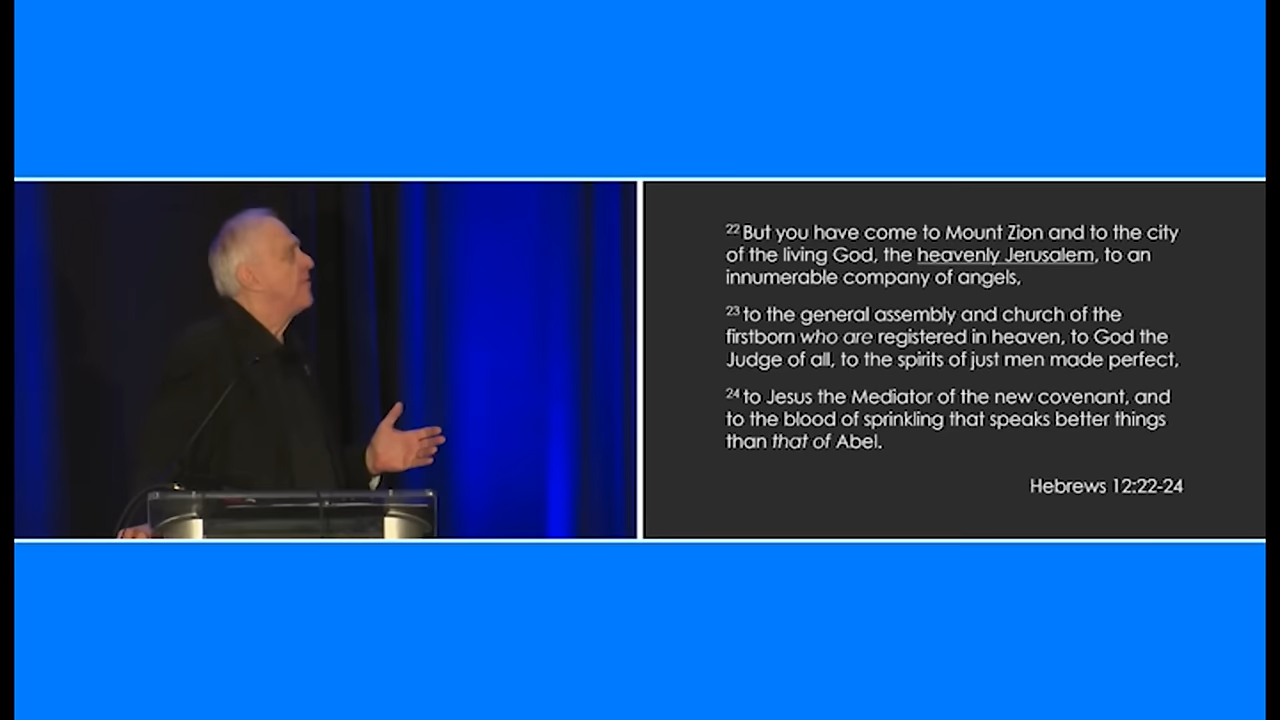 22 But you have come to Mount Zion and to the city
of the living God, the heavenly Jerusalem, to an
innumerable company of angels,
23 to the general assembly and church of the
firstborn who are registered in heaven, to God the
Judge of all, to the spirits of just men made perfect,
24 to Jesus the Mediator of the new covenant, and
to the blood of sprinkling that speaks better things
than that of Abel.
Hebrews 12:22-24